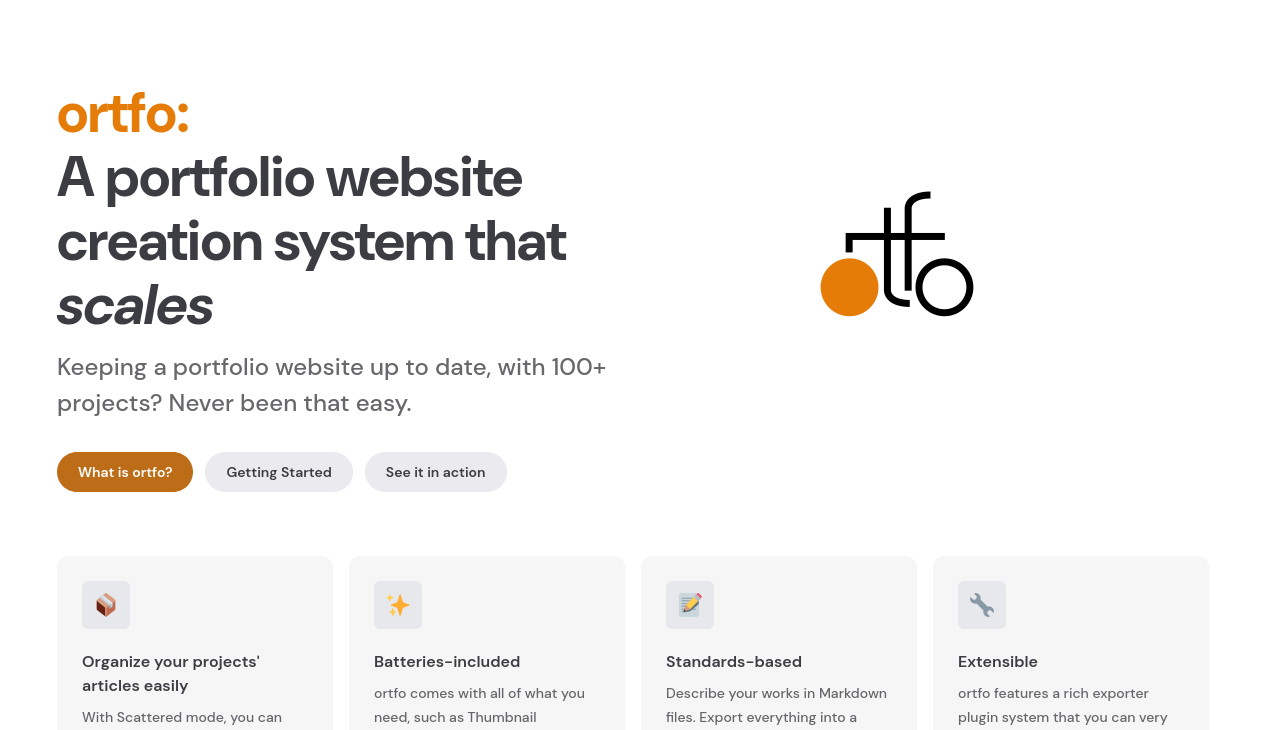 ortfo:
A portfolio website
creation system that
scales
Keeping a portfolio website up to date, with 100+
projects? Never been that easy.
What is ortfo?
Getting Started
See it in action
Organize your projects'
articles easily
With Scattered mode, you can
Batteries-included
ortfo comes with all of what you
need, such as Thumbnail
Standards-based
Describe your works in Markdown
files. Export everything into a
Extensible
ortfo features a rich exporter
plugin system that you can very